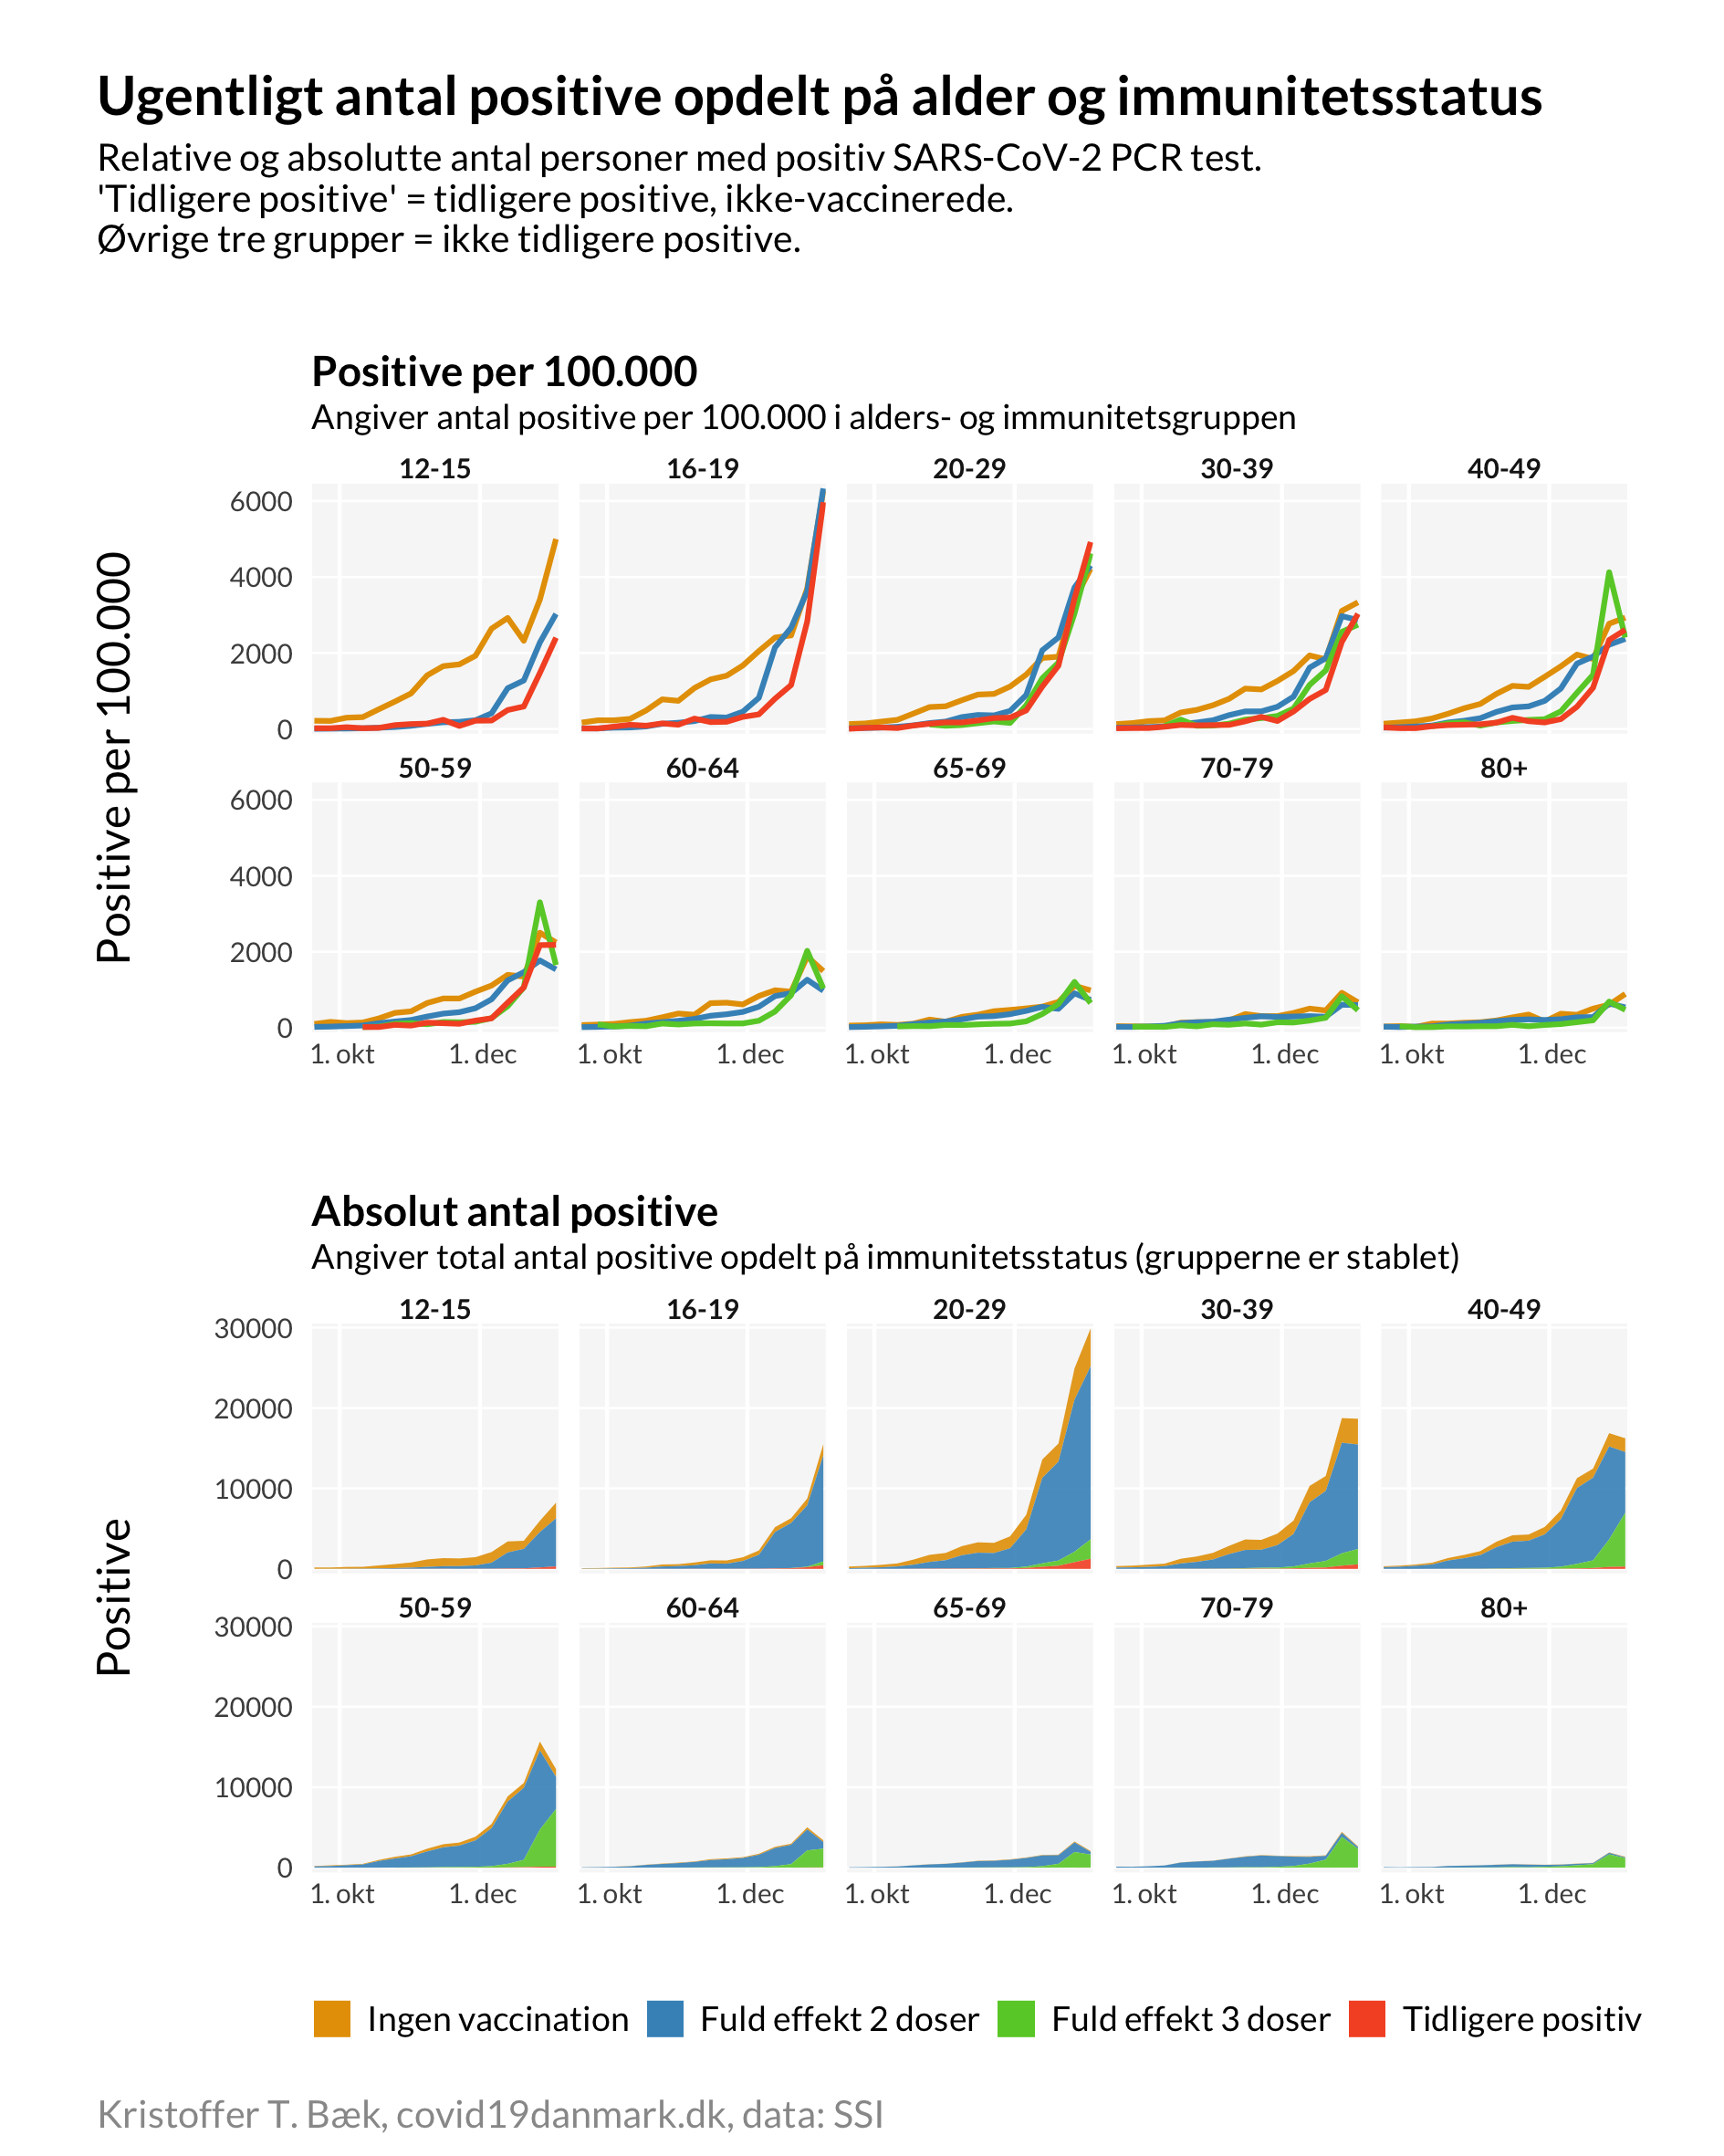 Ugentligt antal positive opdelt på alder og immunitetsstatus
Relative og absolutte antal personer med positiv SARS-CoV-2 PCR test.
'Tidligere positive' = tidligere positive, ikke-vaccinerede.
Øvrige tre grupper = ikke tidligere positive.
Positive per 100.000
Angiver antal positive per 100.000 i alders- og immunitetsgruppen
Positive per 100.000
12-15 16-19 20-29 30-39 40-49
6000
4000
2000
0
50-59 60-64 65-69 70-79 80+
6000
4000
2000
0
1. okt 1. dec 1. okt 1. dec 1. okt 1. dec 1. okt 1. dec 1. okt 1. dec
Absolut antal positive
Angiver total antal positive opdelt på immunitetsstatus (grupperne er stablet)
Positive
12-15 16-19 20-29 30-39 40-49
30000
20000
10000
0
50-59 60-64 65-69 70-79 80+
30000
20000
10000
0
1. okt 1. dec 1. okt 1. dec 1. okt 1. dec 1. okt 1. dec 1. okt 1. dec
Ingen vaccination Fuld effekt 2 doser Fuld effekt 3 doser Tidligere positiv
Kristoffer T. Bæk, covid19danmark.dk, data: SSI